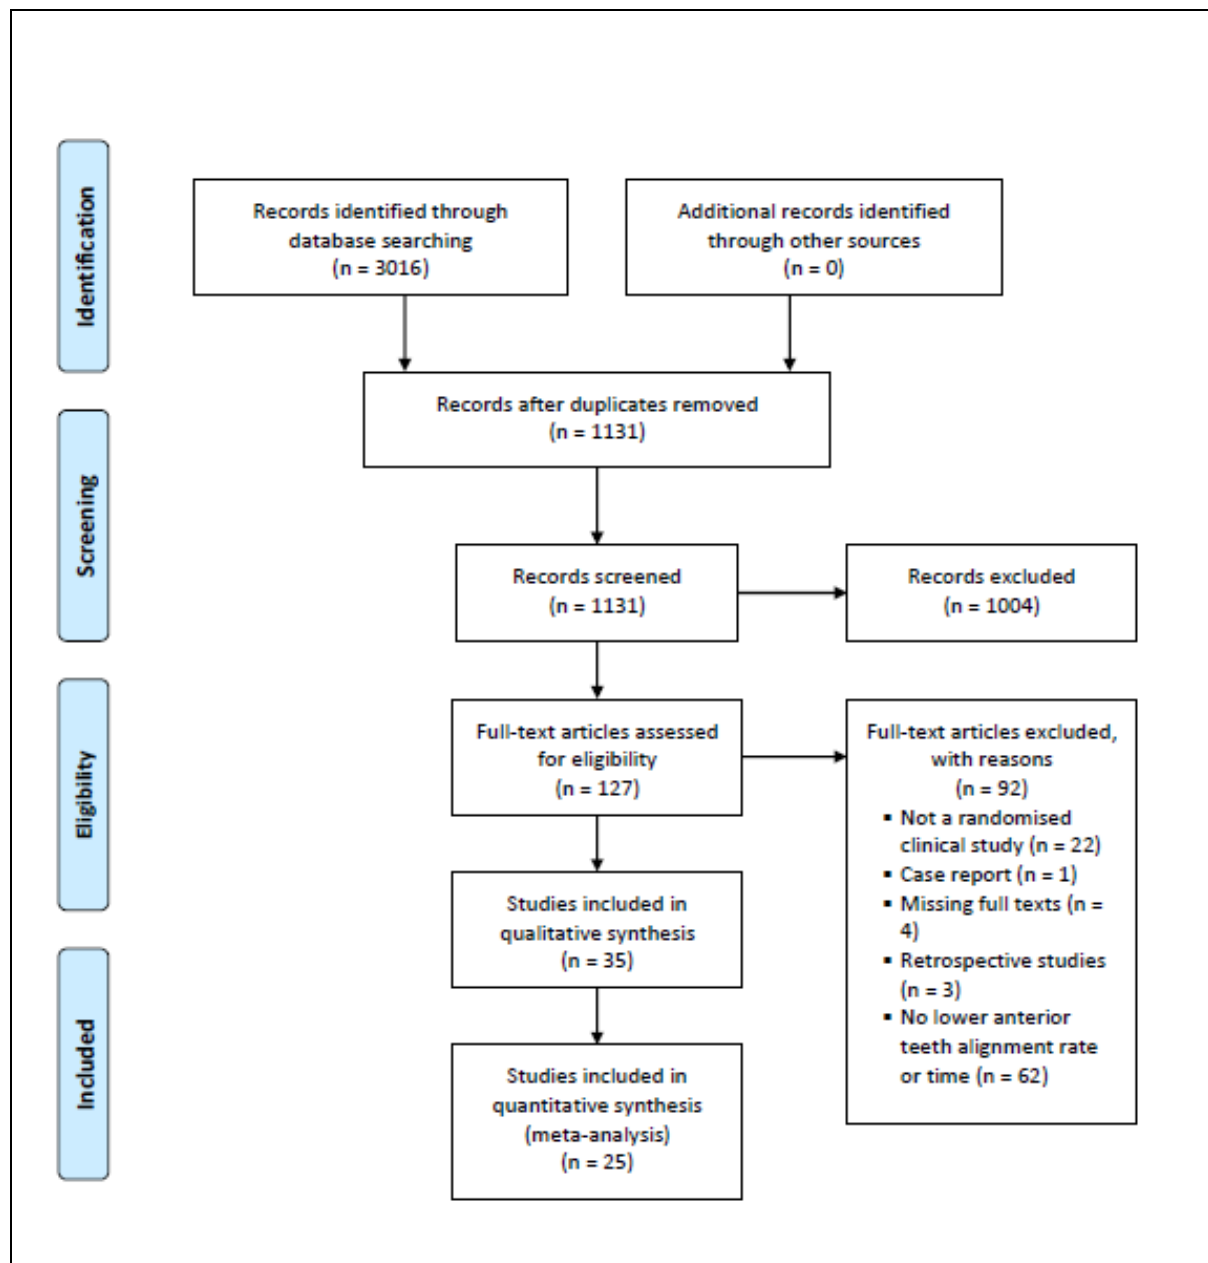 Identification
Records identified through
database searching
(n = 3016)
Additional records identified
through other sources
(n = 0)
Records after duplicates removed
(n = 1131)
Screening
Records screened
(n = 1131)
Records excluded
(n = 1004)
Eligibility
Full-text articles assessed
for eligibility
(n = 127)
Full-text articles excluded,
with reasons
(n = 92)
▪ Not a randomised
clinical study (n = 22)
▪ Case report (n = 1)
▪ Missing full texts (n =
4)
▪ Retrospective studies
(n = 3)
▪ No lower anterior
teeth alignment rate
or time (n = 62)
Studies included in
qualitative synthesis
(n = 35)
Included
Studies included in
quantitative synthesis
(meta-analysis)
(n = 25)